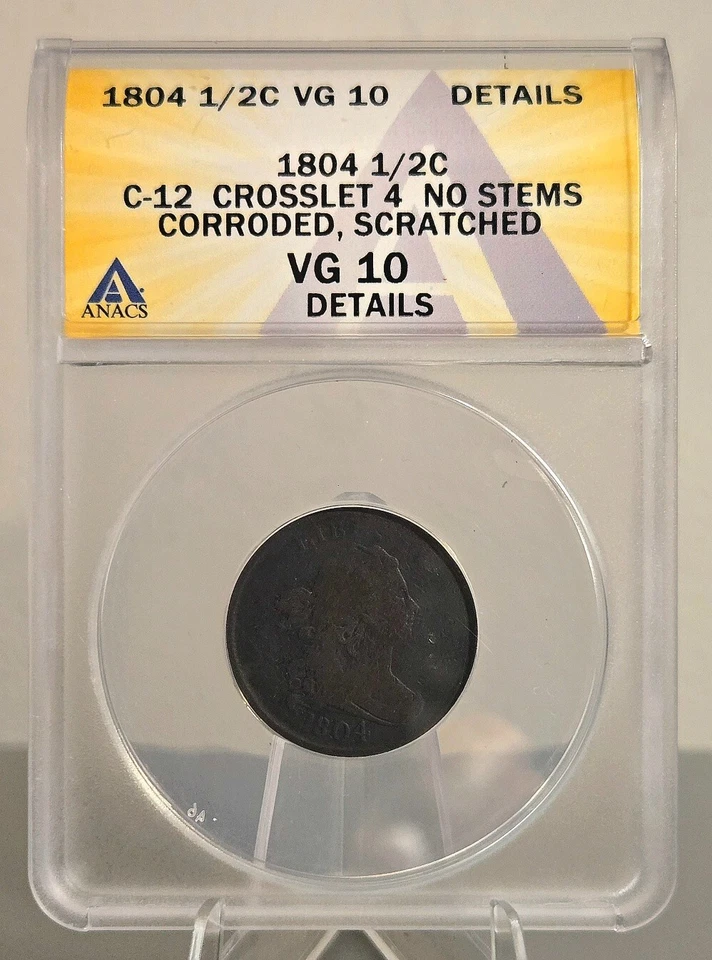 1804 1/2C VG 10 DETAILS
1804 1/2C
C-12 CROSSLET 4 NO STEMS
CORRODED, SCRATCHED
VG 10
DETAILS
ANACS
1804